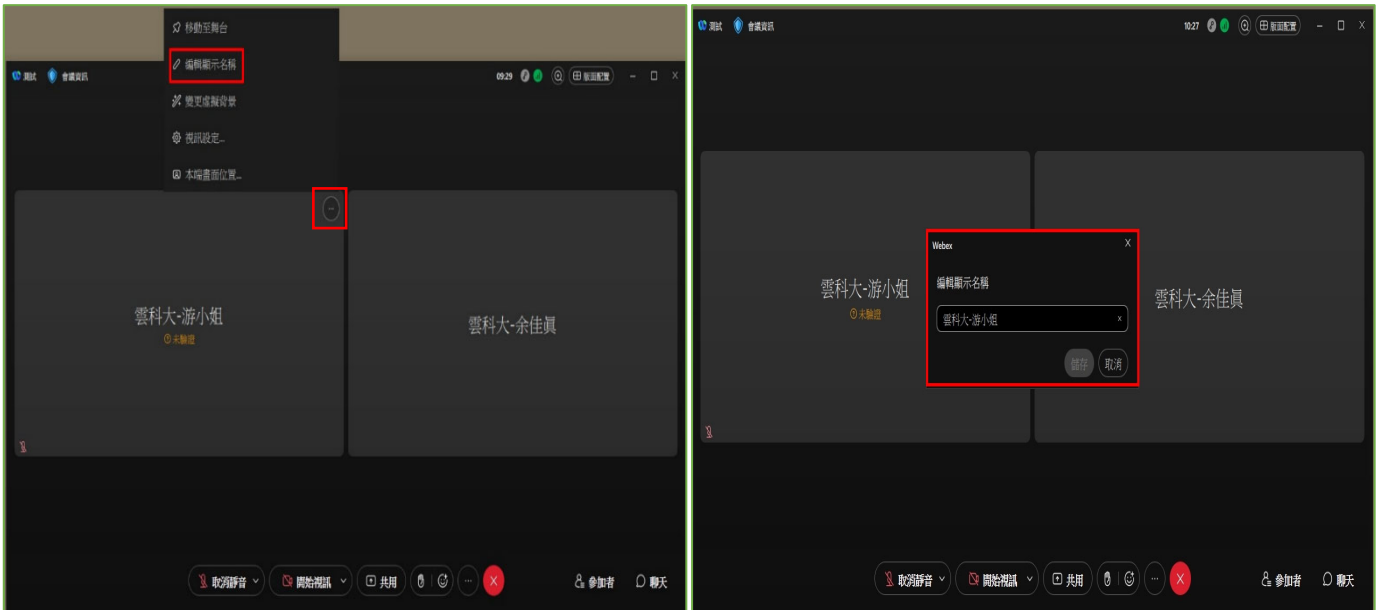 移動至舞台
編輯顯示名稱
測試 會議資訊
09:29 版面配置
變更虛擬背景
視訊設定...
本端畫面位置...
雲科大-游小姐
未驗證
雲科大-余佳真
取消靜音 開始視訊 共用
參加者 聊天
測試 會議資訊
10:27 版面配置
Webex
編輯顯示名稱
雲科大-游小姐
儲存 取消
雲科大-游小姐
未驗證
雲科大-余佳真
取消靜音 開始視訊 共用
參加者 聊天